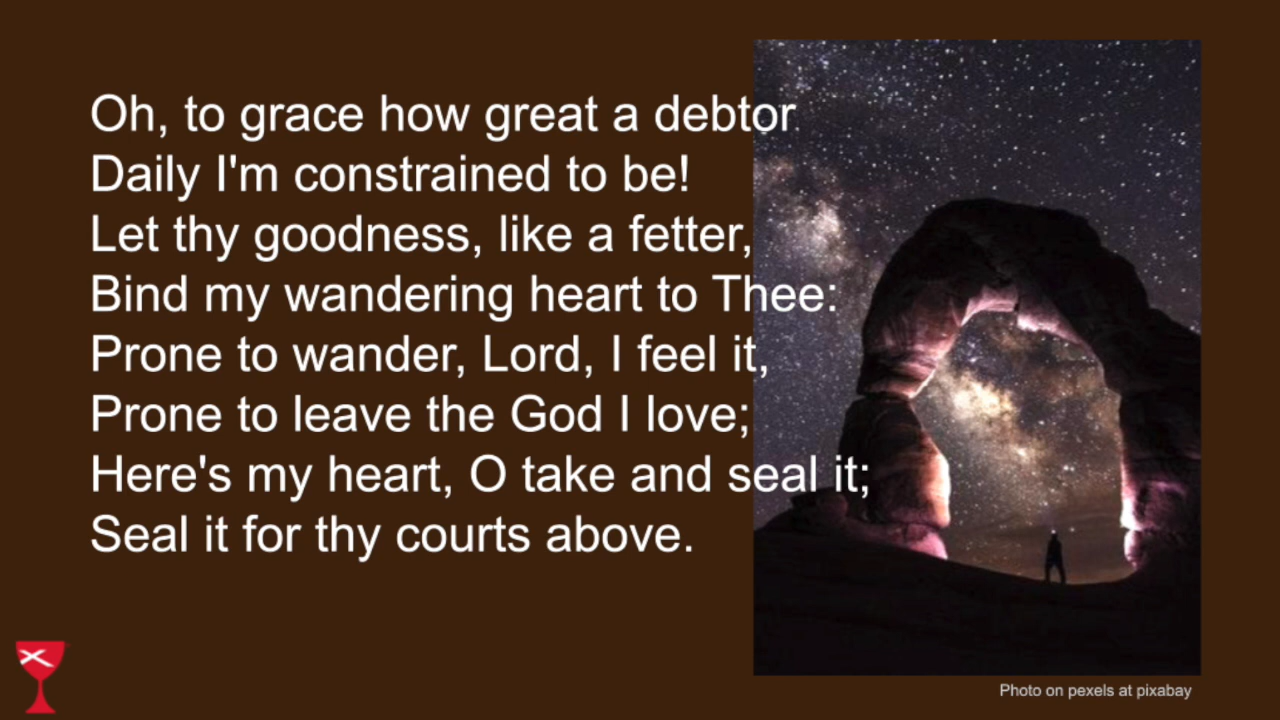 Oh, to grace how great a debtor
Daily I'm constrained to be!
Let thy goodness, like a fetter,
Bind my wandering heart to Thee:
Prone to wander, Lord, I feel it,
Prone to leave the God I love;
Here's my heart, O take and seal it;
Seal it for thy courts above.
Photo on pexels at pixabay